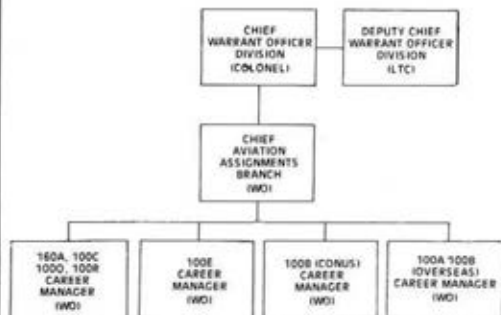 CHIEF
WARRANT OFFICER
DIVISION
(COLONEL)
DEPUTY CHIEF
WARRANT OFFICER
DIVISION
(LTC)
CHIEF
AVIATION
ASSIGNMENTS
BRANCH
(WO)
160A, 100C
100D, 100R
CAREER
MANAGER
(WO)
100E
CAREER
MANAGER
(WO)
100B (CONUS)
CAREER
MANAGER
(WO)
100A 100B
(OVERSEAS)
CAREER MANAGER
(WO)